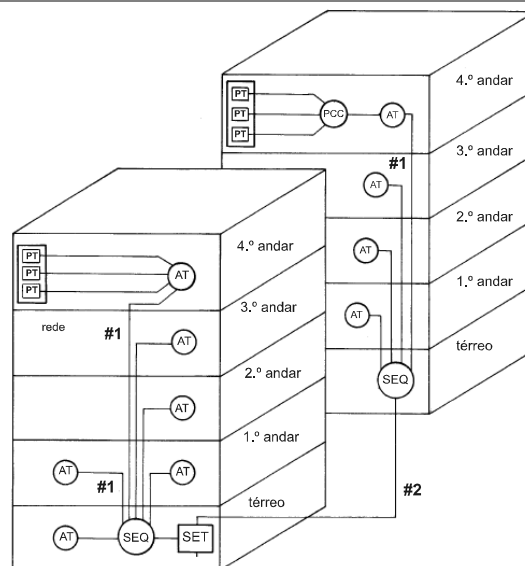 4.º andar
PT
PT
PT
PCC
AT
3.º andar
#1
AT
2.º andar
AT
1.º andar
AT
térreo
SEQ
#2
4.º andar
PT
PT
PT
AT
3.º andar
rede
#1
AT
2.º andar
AT
1.º andar
AT
#1
AT
térreo
AT
SEQ
SET